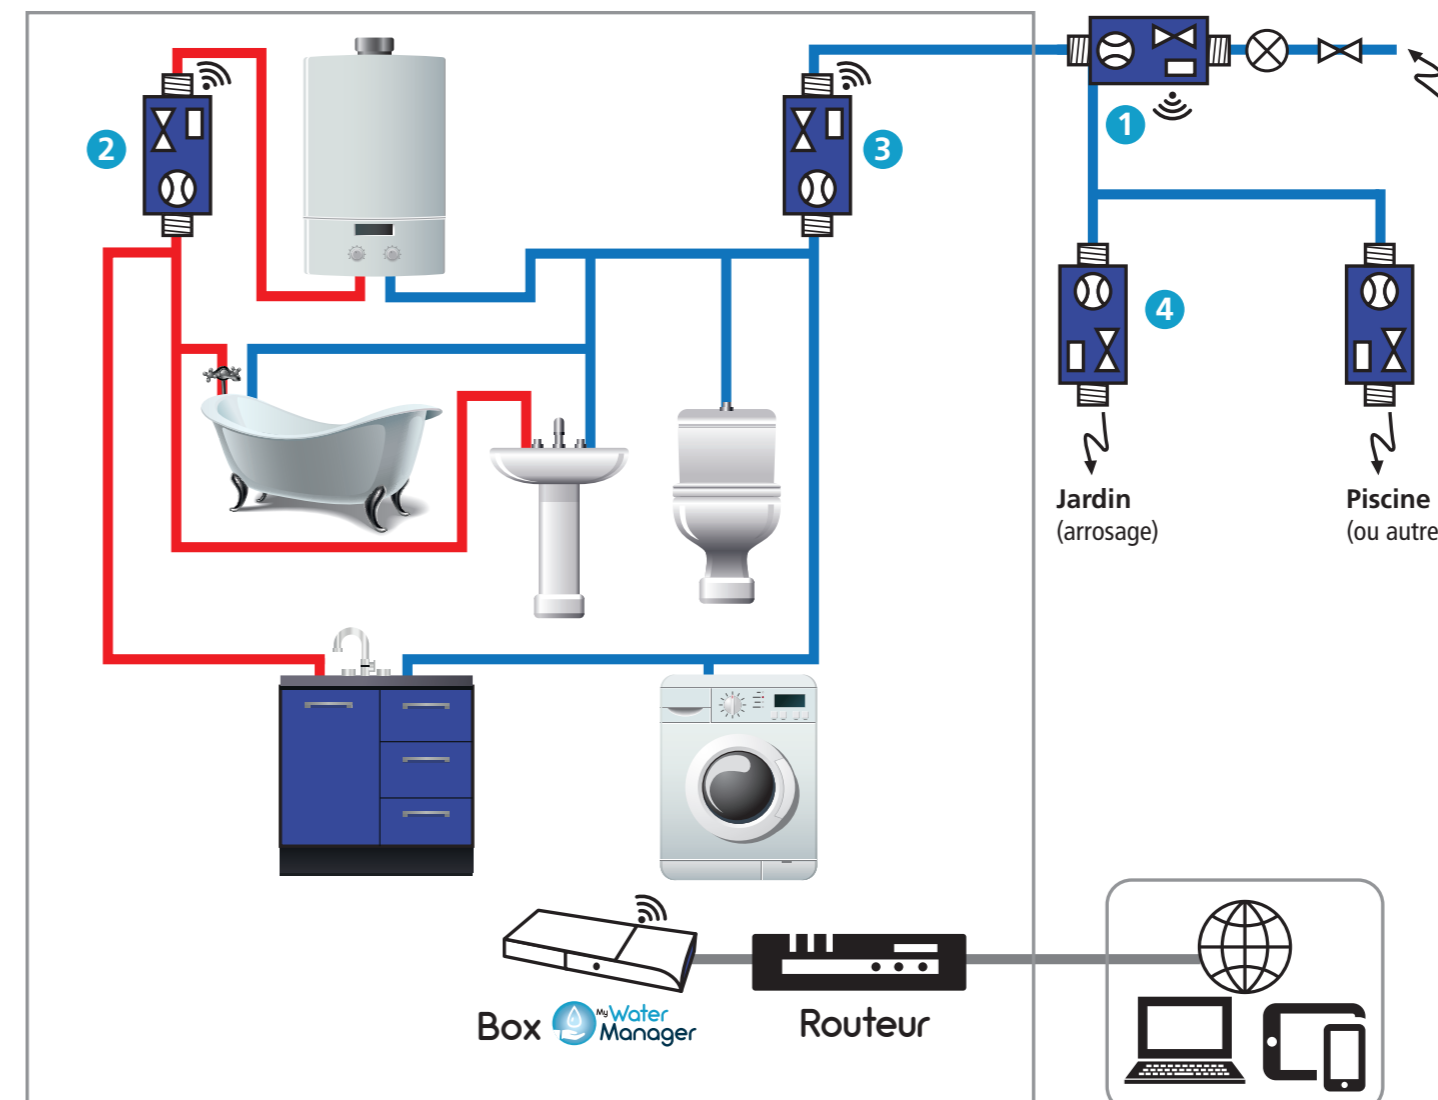 1
2
3
4
Jardin
(arrosage)
Piscine
(ou autre
Box My Water Manager
Routeur